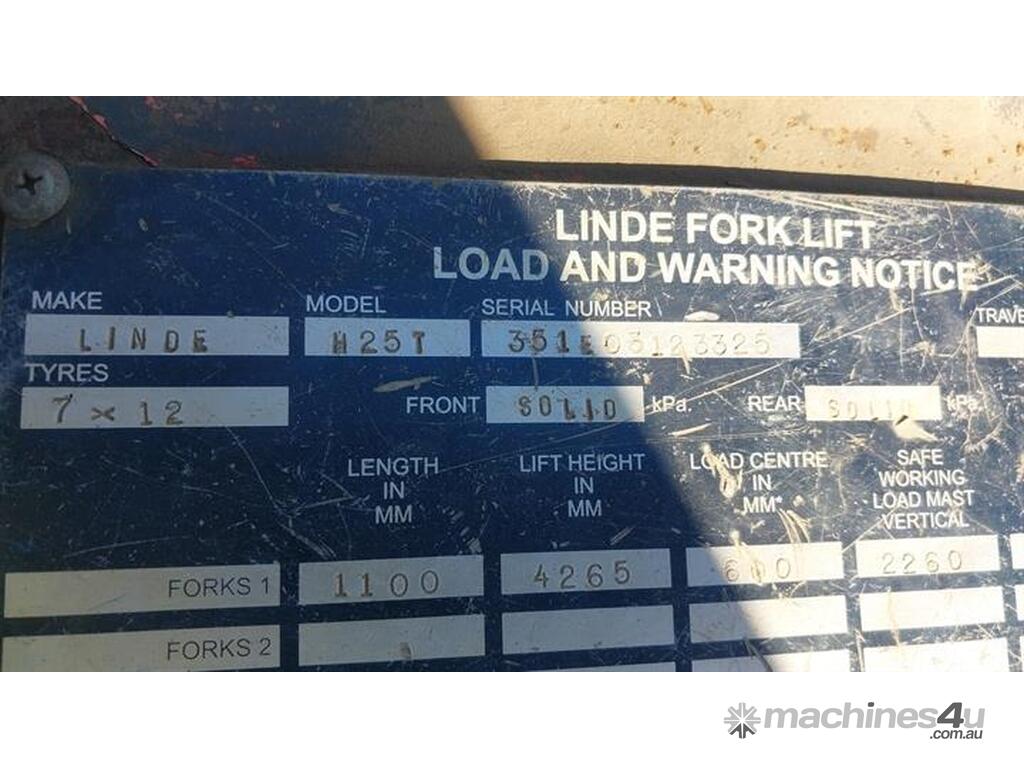 LINDE FORK LIFT
LOAD AND WARNING NOTICE
MAKE MODEL SERIAL NUMBER TRAVE
LINDE H25T 351E03123325
TYRES
7 x 12 FRONT SOLID kPa. REAR SOLID kPa.
LENGTH IN MM LIFT HEIGHT IN MM LOAD CENTRE IN MM* SAFE WORKING LOAD MAST VERTICAL
FORKS 1 1100 4265 600 2260
FORKS 2
machines4u
.com.au